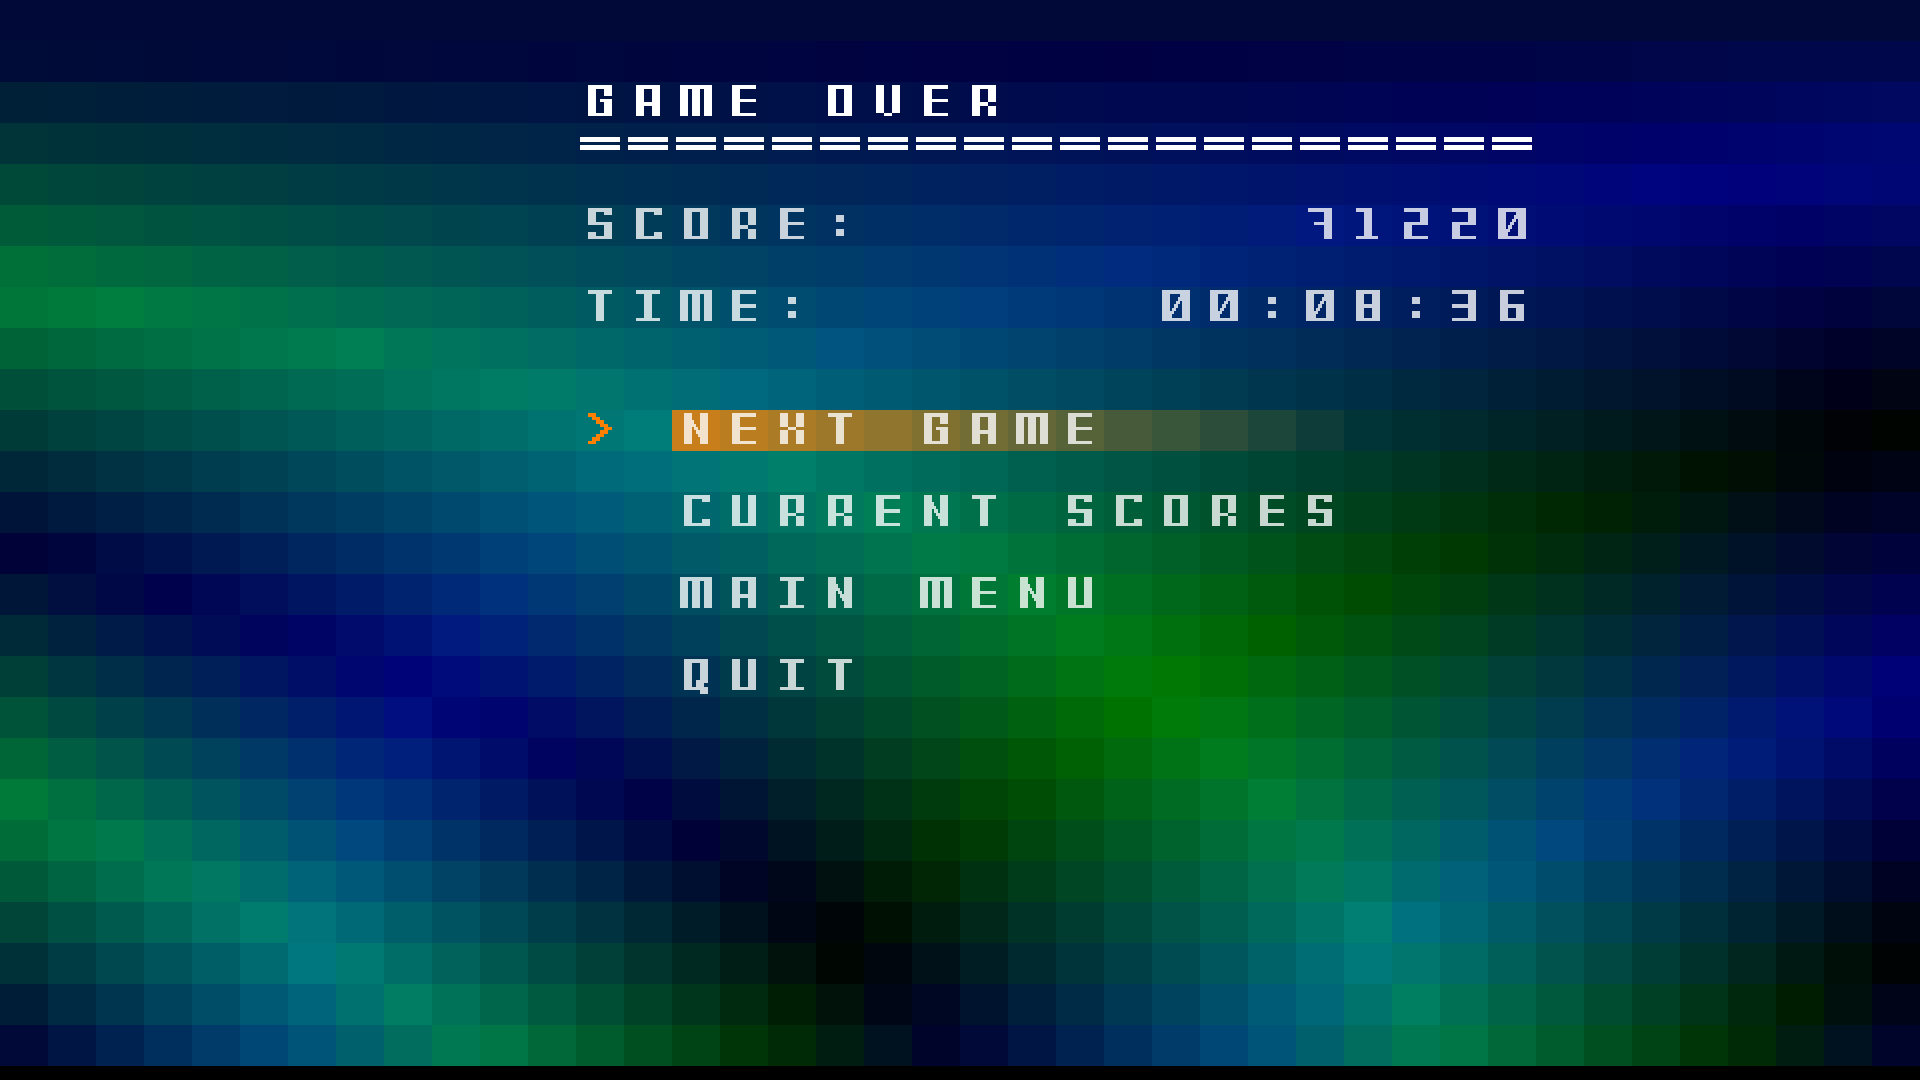 GAME OVER
====================
SCORE: 71220
TIME: 00:08:36
> NEXT GAME
CURRENT SCORES
MAIN MENU
QUIT